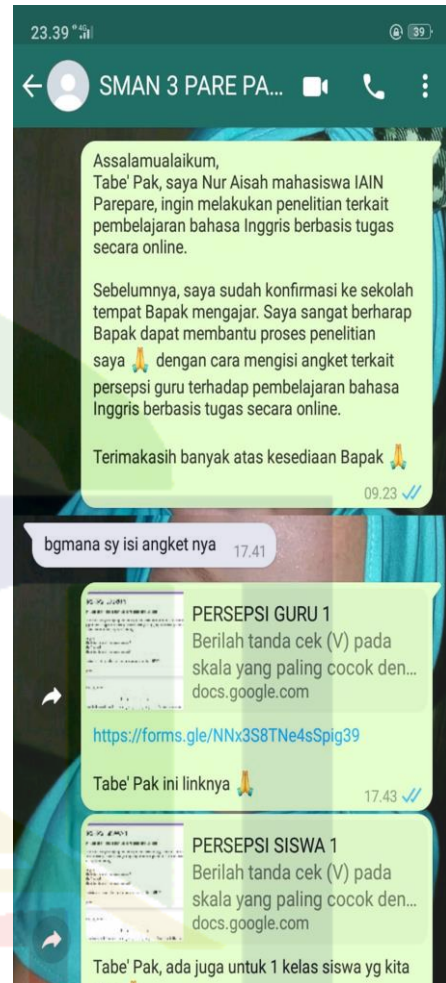 23.39 4G 39
SMAN 3 PARE PA...
Assalamualaikum,
Tabe' Pak, saya Nur Aisah mahasiswa IAIN
Parepare, ingin melakukan penelitian terkait
pembelajaran bahasa Inggris berbasis tugas
secara online.
Sebelumnya, saya sudah konfirmasi ke sekolah
tempat Bapak mengajar. Saya sangat berharap
Bapak dapat membantu proses penelitian
saya 🙏 dengan cara mengisi angket terkait
persepsi guru terhadap pembelajaran bahasa
Inggris berbasis tugas secara online.
Terimakasih banyak atas kesediaan Bapak 🙏
09.23
bgmana sy isi angket nya 17.41
PERSEPSI GURU 1
Berilah tanda cek (V) pada
skala yang paling cocok den...
docs.google.com
https://forms.gle/NNx3S8TNe4sSpig39
Tabe' Pak ini linknya 🙏
17.43
PERSEPSI SISWA 1
Berilah tanda cek (V) pada
skala yang paling cocok den...
docs.google.com
Tabe' Pak, ada juga untuk 1 kelas siswa yg kita